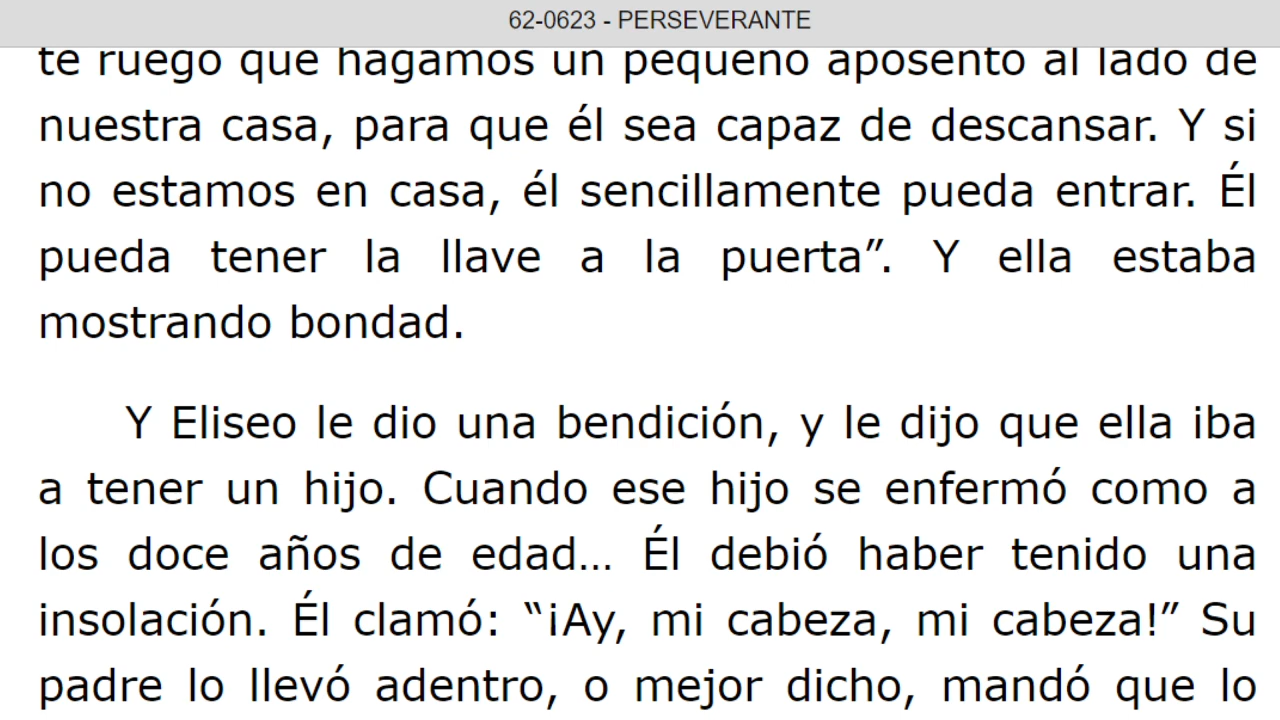 62-0623 - PERSEVERANTE
te ruego que hagamos un pequeño aposento al lado de
nuestra casa, para que él sea capaz de descansar. Y si
no estamos en casa, él sencillamente pueda entrar. Él
pueda tener la llave a la puerta”. Y ella estaba
mostrando bondad.
Y Eliseo le dio una bendición, y le dijo que ella iba
a tener un hijo. Cuando ese hijo se enfermó como a
los doce años de edad... Él debió haber tenido una
insolación. Él clamó: “¡Ay, mi cabeza, mi cabeza!” Su
padre lo llevó adentro, o mejor dicho, mandó que lo